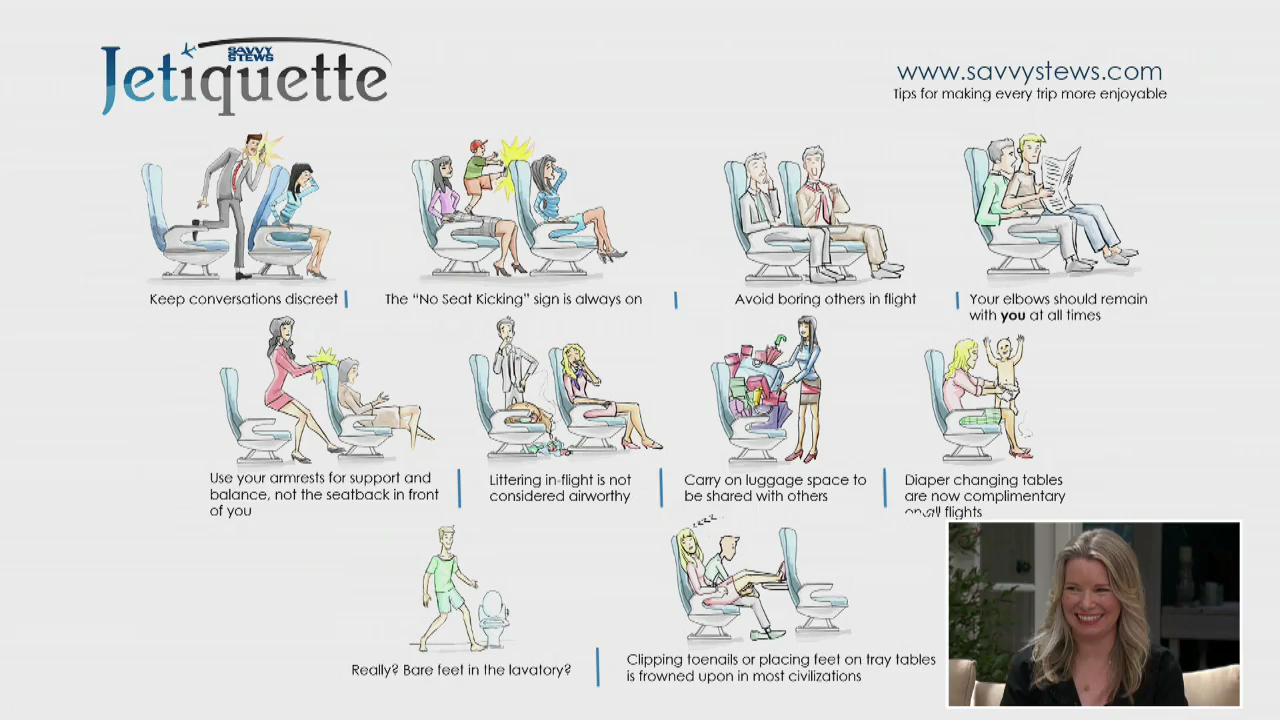 SAVVY
STEWS
Jetiquette
www.savvystews.com
Tips for making every trip more enjoyable
Keep conversations discreet
The “No Seat Kicking” sign is always on
Avoid boring others in flight
Your elbows should remain
with you at all times
Use your armrests for support and
balance, not the seatback in front
of you
Littering in-flight is not
considered airworthy
Carry on luggage space to
be shared with others
Diaper changing tables
are now complimentary
on all flights
zzz
Really? Bare feet in the lavatory?
Clipping toenails or placing feet on tray tables
is frowned upon in most civilizations